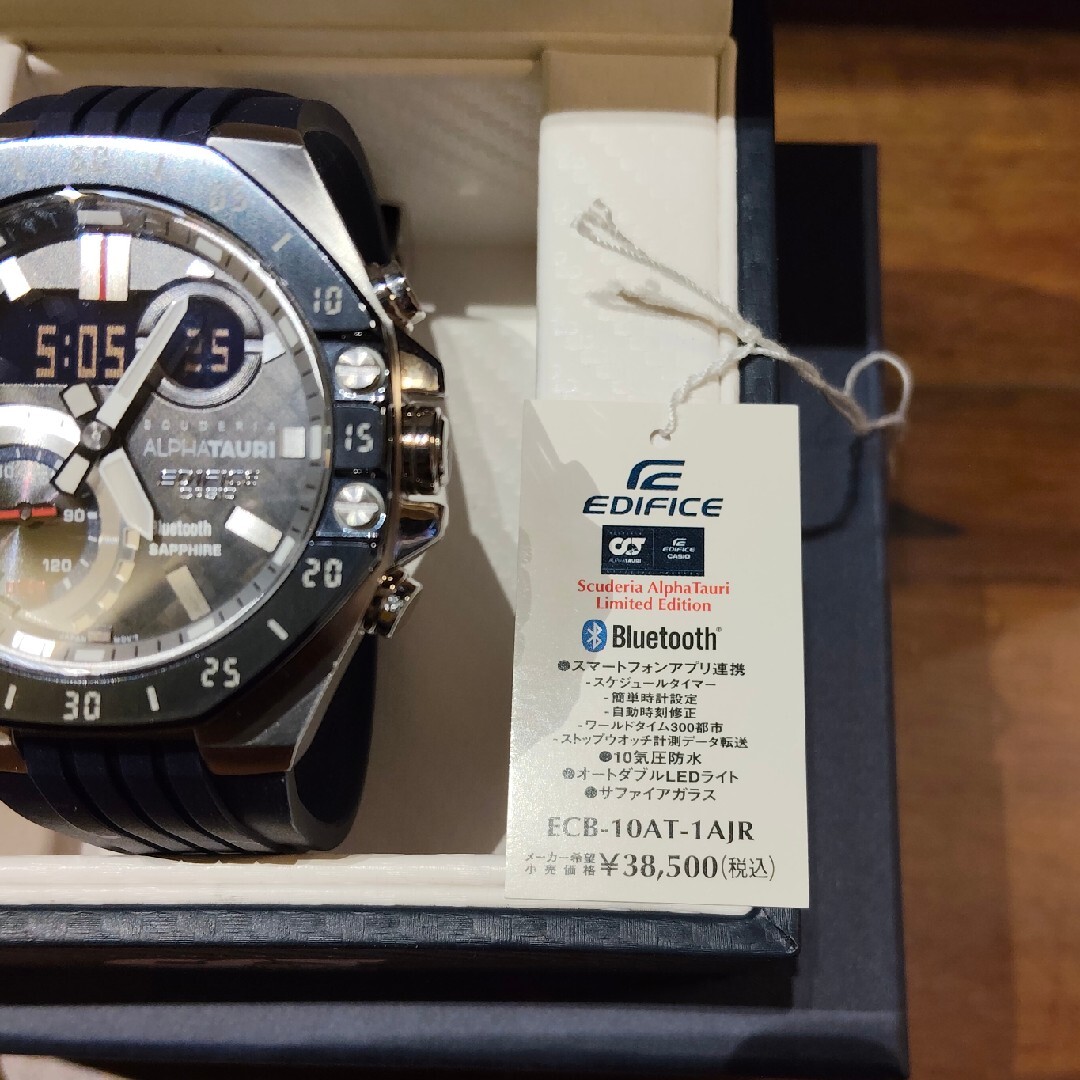 05
10
15
20
25
30
5:05
25
SCUDERIA
ALPHATAURI
EDIFICE
CASIO
Bluetooth
SAPPHIRE
90
120
EDIFICE
ALPHATAURI
EDIFICE
CASIO
Scuderia AlphaTauri
Limited Edition
Bluetooth®
●スマートフォンアプリ連携
-スケジュールタイマー
-簡単時計設定
-自動時刻修正
-ワールドタイム300都市
-ストップウオッチ計測データ転送
●10気圧防水
●オートダブルLEDライト
●サファイアガラス
ECB-10AT-1AJR
メーカー希望
小売価格 ¥38,500(税込)